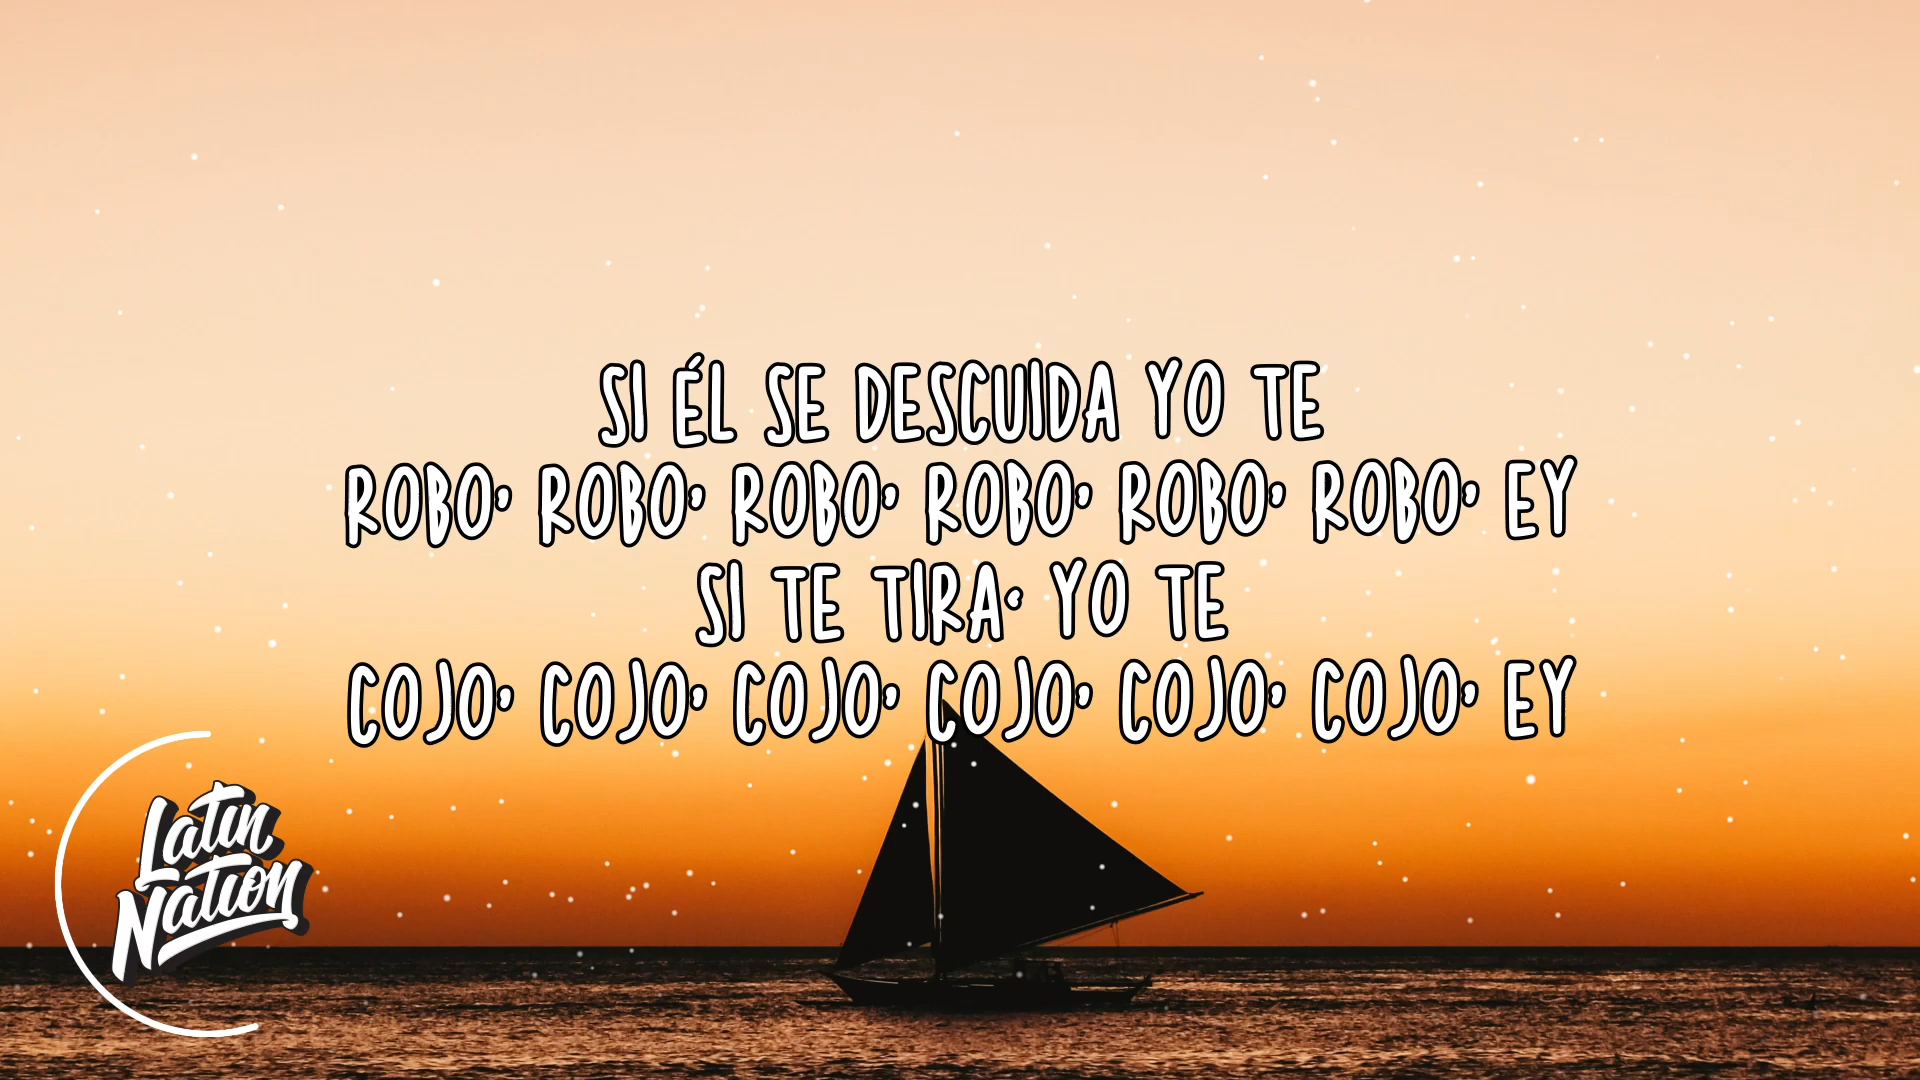 SI ÉL SE DESCUIDA YO TE
ROBO, ROBO, ROBO, ROBO, ROBO, ROBO, EY
SI TE TIRA' YO TE
COJO, COJO, COJO, COJO, COJO, COJO, EY
Latin
Nation